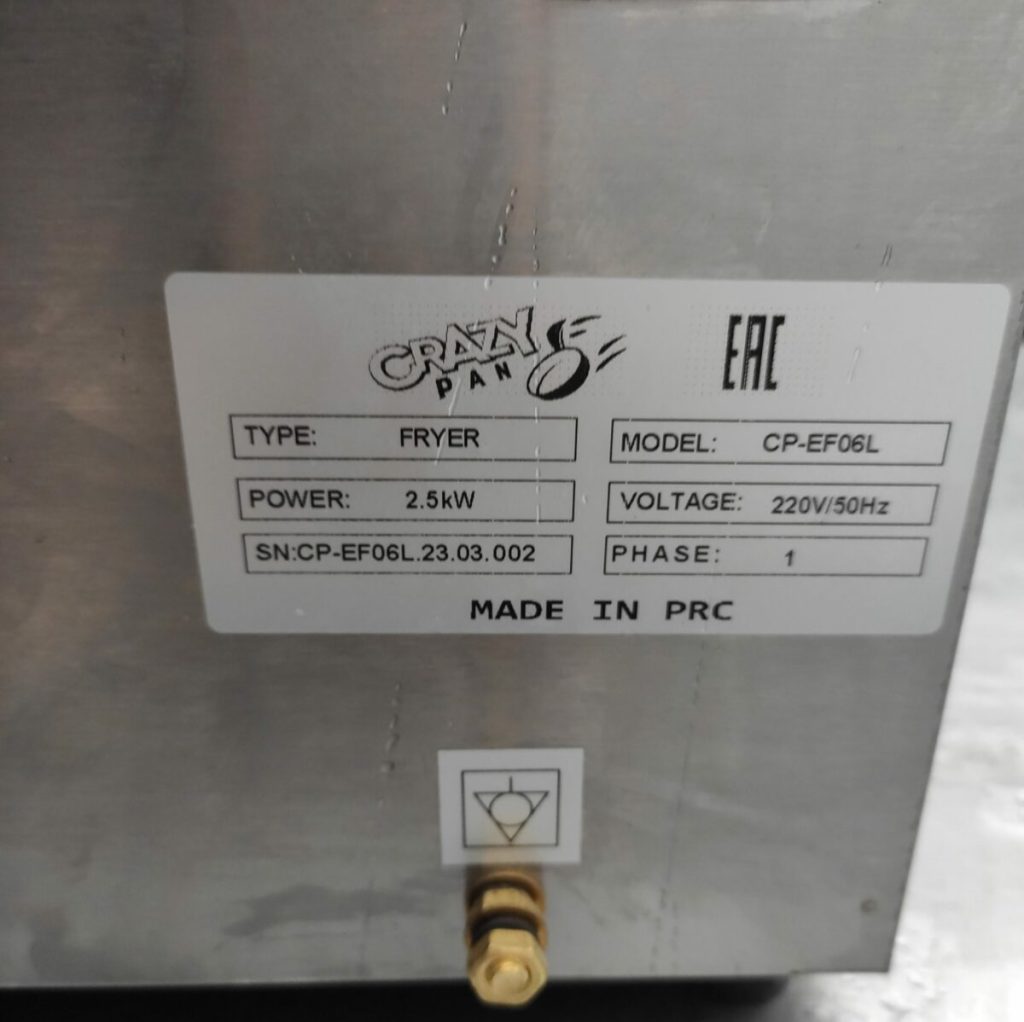 CRAZY
PAN
EAC
TYPE: FRYER
MODEL: CP-EF06L
POWER: 2.5kW
VOLTAGE: 220V/50Hz
SN:CP-EF06L.23.03.002
PHASE: 1
MADE IN PRC